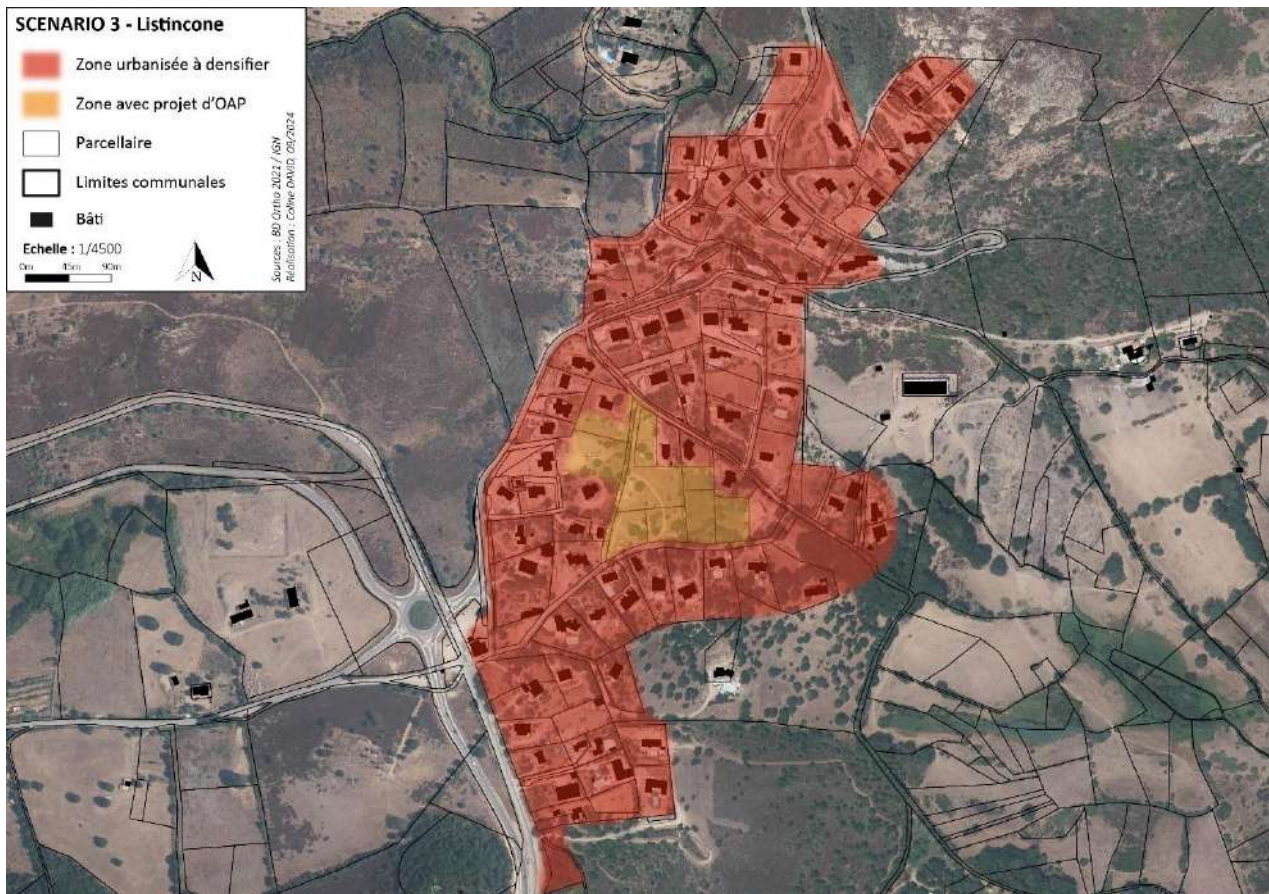 SCENARIO 3 - Listincone
Zone urbanisée à densifier
Zone avec projet d'OAP
Parcellaire
Limites communales
Bâti
Echelle : 1/4500
0m 45m 90m
N
Sources : BD Ortho 2021 / IGN
Réalisation : Coline DAVID, 09/2024